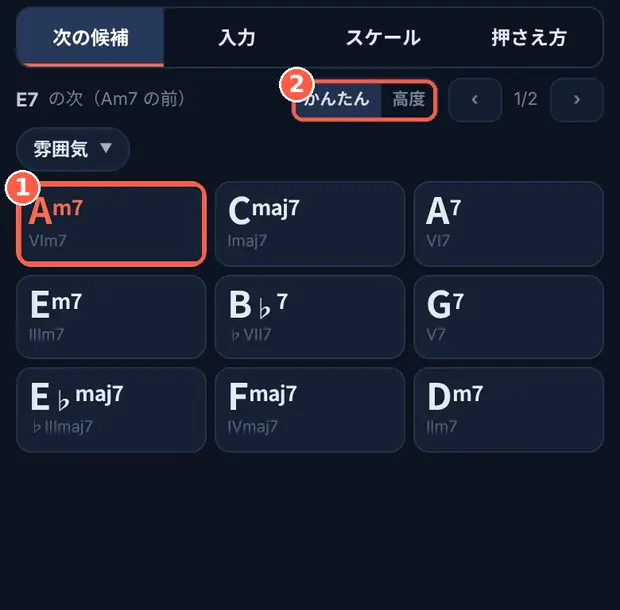 次の候補 入力 スケール 押さえ方
E7 の次（Am7 の前） 2 かんたん 高度 ‹ 1/2 ›
雰囲気 ▼
1
Am7 Cmaj7 A7
VIm7 Imaj7 VI7
Em7 B♭7 G7
IIIm7 ♭VII7 V7
E♭maj7 Fmaj7 Dm7
♭IIImaj7 IVmaj7 IIm7